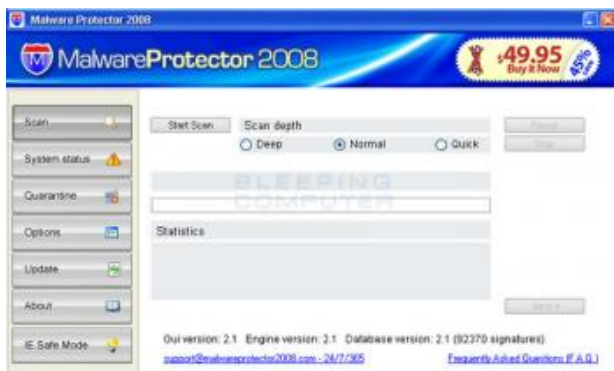 Malware Protector 2008
MalwareProtector 2008
$49.95
Buy It Now
45%
Scan
System status
Quarantine
Options
Update
About
IE Safe Mode
Start Scan
Scan depth
Deep
Normal
Quick
Stop
BLEEPING
COMPUTER
Statistics
Gui version: 2.1 Engine version: 2.1 Database version: 2.1 (92370 signatures)
support@malwareprotector2008.com - 24/7/365
Frequently Asked Questions (F.A.Q.)